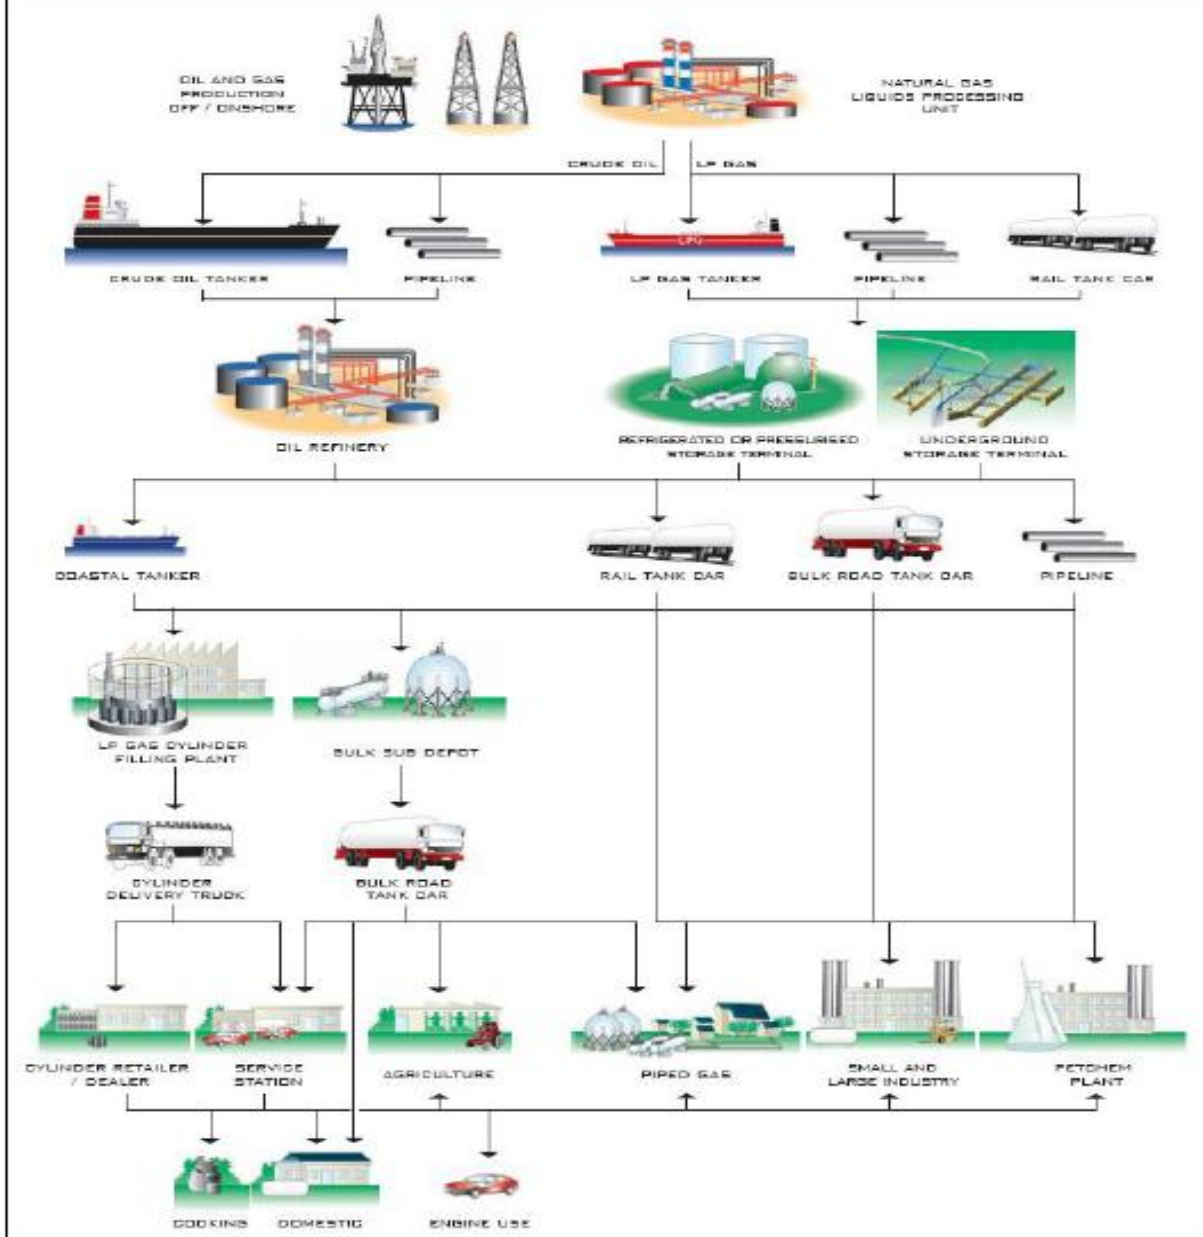 OIL AND GAS
PRODUCTION
OFF / ONSHORE
NATURAL GAS
LIQUIDS PROCESSING
UNIT
CRUDE OIL
LP GAS
LPG
CRUDE OIL TANKER
PIPELINE
LP GAS TANKER
PIPELINE
RAIL TANK CAR
OIL REFINERY
REFRIGERATED OR PRESSURISED
STORAGE TERMINAL
UNDERGROUND
STORAGE TERMINAL
COASTAL TANKER
RAIL TANK CAR
BULK ROAD TANK CAR
PIPELINE
LP GAS CYLINDER
FILLING PLANT
BULK SUB DEPOT
CYLINDER
DELIVERY TRUCK
BULK ROAD
TANK CAR
CYLINDER RETAILER
/ DEALER
SERVICE
STATION
AGRICULTURE
PIPED GAS
SMALL AND
LARGE INDUSTRY
PETCHEM
PLANT
COOKING
DOMESTIC
ENGINE USE